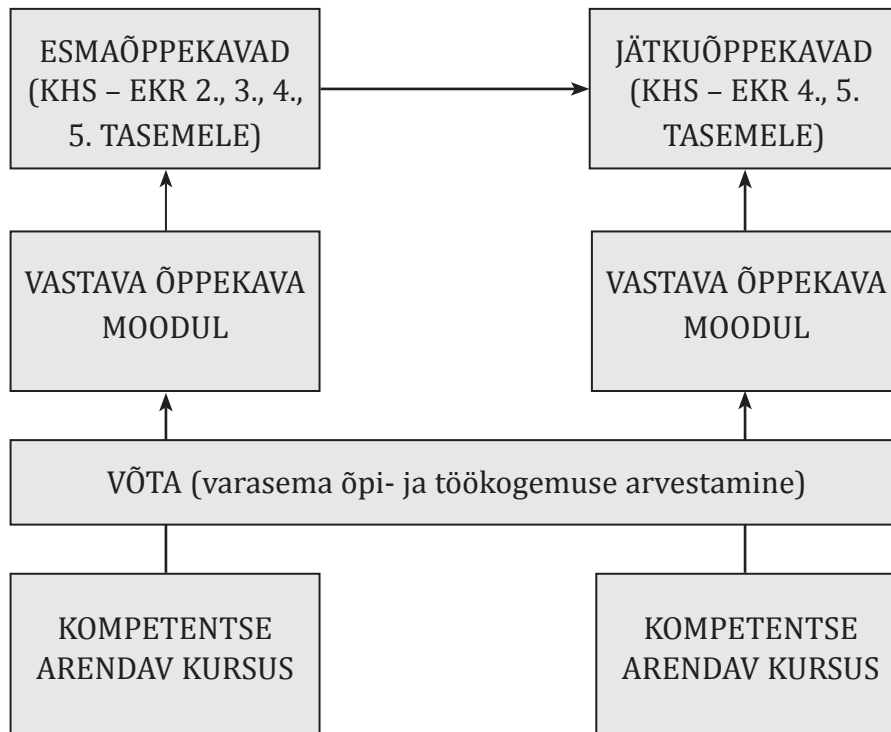 ESMAÕPPEKAVAD
(KHS – EKR 2., 3., 4.,
5. TASEMELE)
JÄTKUÕPPEKAVAD
(KHS – EKR 4., 5.
TASEMELE)
VASTAVA ÕPPEKAVA
MOODUL
VASTAVA ÕPPEKAVA
MOODUL
VÕTA (varasema õpi- ja töökogemuse arvestamine)
KOMPETENTSE
ARENDAV KURSUS
KOMPETENTSE
ARENDAV KURSUS